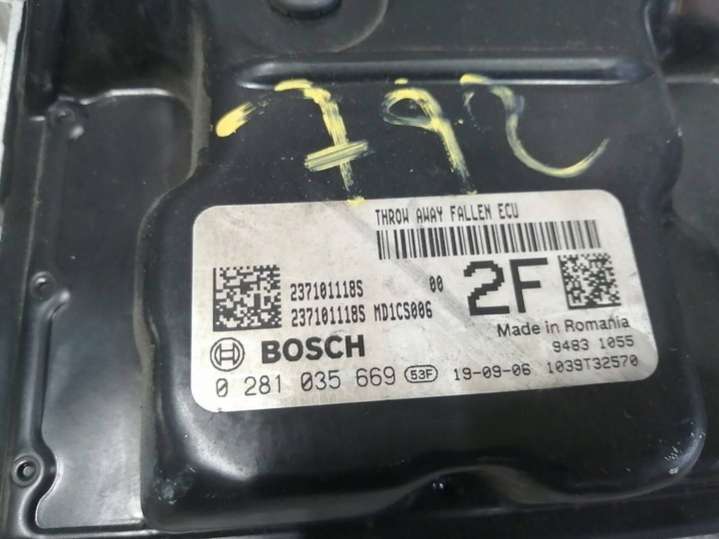 792
THROW AWAY FALLEN ECU
237101118S 00
237101118S MD1CS006
2F
Made in Romania
BOSCH
9483 1055
0 281 035 669 53F 19-09-06 1039T32570